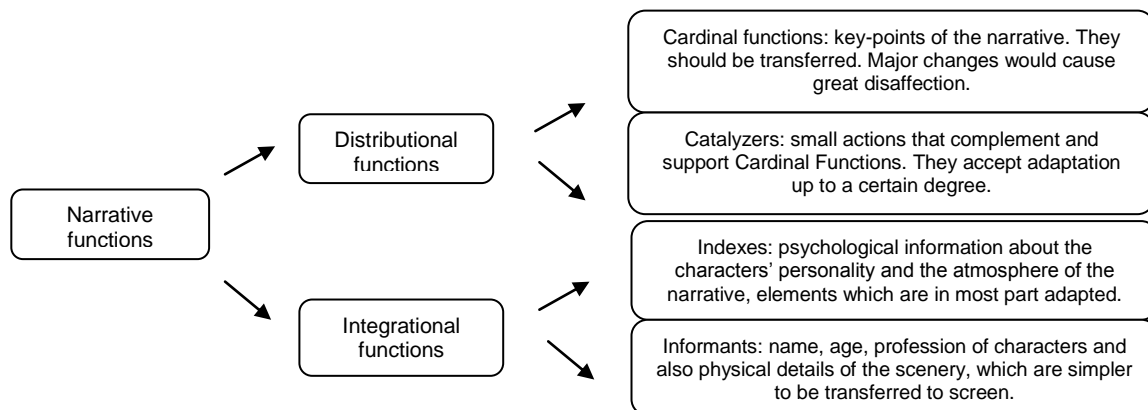 Cardinal functions: key-points of the narrative. They
should be transferred. Major changes would cause
great disaffection.
Distributional
functions
Catalyzers: small actions that complement and
support Cardinal Functions. They accept adaptation
up to a certain degree.
Narrative
functions
Indexes: psychological information about the
characters’ personality and the atmosphere of the
narrative, elements which are in most part adapted.
Integrational
functions
Informants: name, age, profession of characters and
also physical details of the scenery, which are simpler
to be transferred to screen.